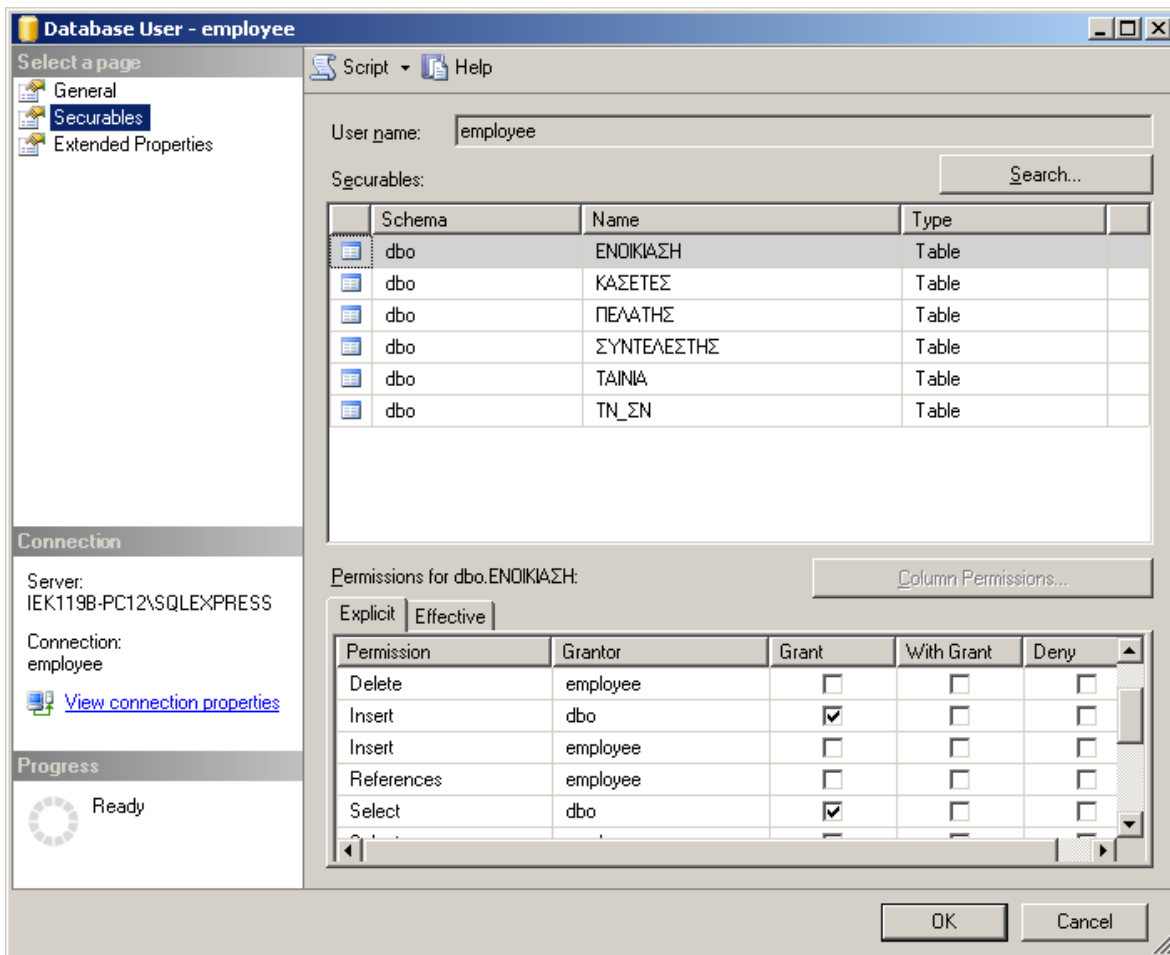 Database User - employee
Select a page
General
Securables
Extended Properties
Script Help
User name: employee
Securables:
Search...
Schema Name Type
dbo ΕΝΟΙΚΙΑΣΗ Table
dbo ΚΑΣΕΤΕΣ Table
dbo ΠΕΛΑΤΗΣ Table
dbo ΣΥΝΤΕΛΕΣΤΗΣ Table
dbo ΤΑΙΝΙΑ Table
dbo ΤΝ_ΣΝ Table
Connection
Server:
IEK119B-PC12\SQLEXPRESS
Connection:
employee
View connection properties
Progress
Ready
Permissions for dbo.ΕΝΟΙΚΙΑΣΗ:
Column Permissions...
Explicit Effective
Permission Grantor Grant With Grant Deny
Delete employee
Insert dbo
Insert employee
References employee
Select dbo
OK Cancel